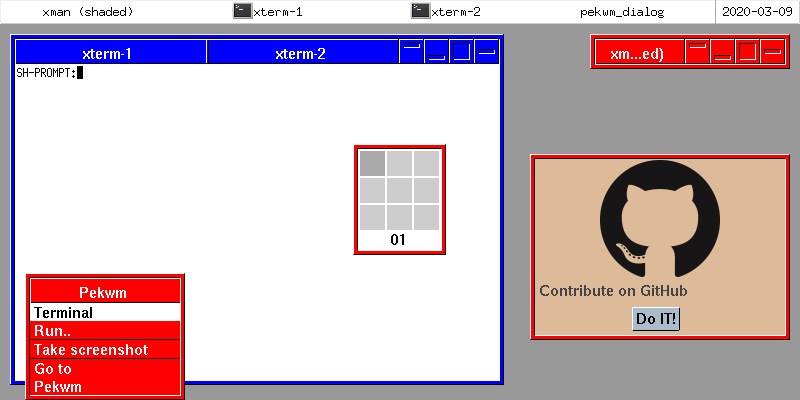 xman (shaded) xterm-1 xterm-2 pekwm_dialog 2020-03-09
xterm-1 xterm-2
xm...ed)
SH-PROMPT:
01
Contribute on GitHub
Do IT!
Pekwm
Terminal
Run..
Take screenshot
Go to
Pekwm